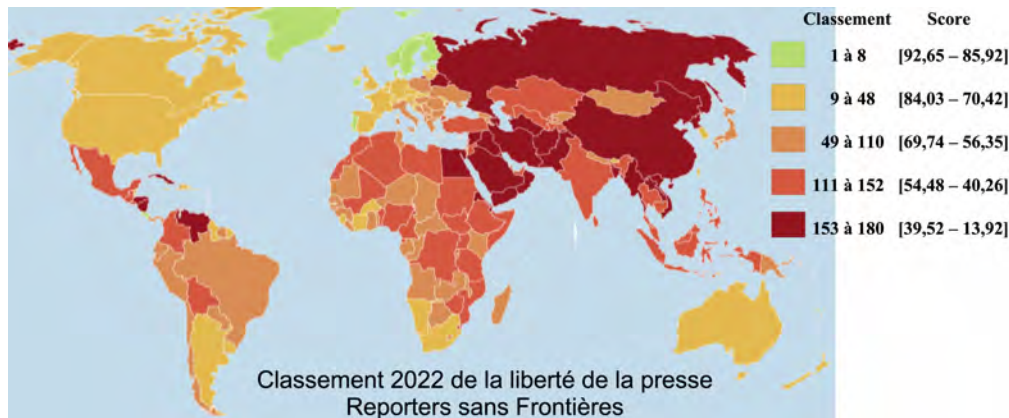 Classement Score
1 à 8 [92,65 – 85,92]
9 à 48 [84,03 – 70,42]
49 à 110 [69,74 – 56,35]
111 à 152 [54,48 – 40,26]
153 à 180 [39,52 – 13,92]
Classement 2022 de la liberté de la presse
Reporters sans Frontières